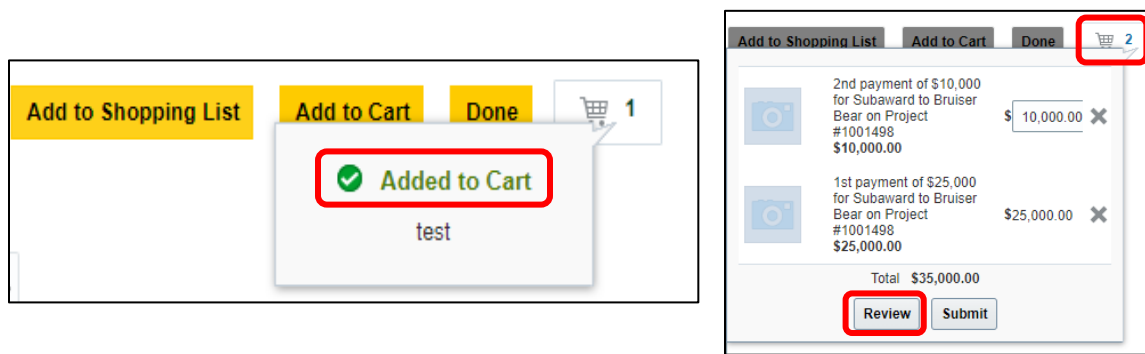 Add to Shopping List Add to Cart Done 1
Added to Cart
test
Add to Shopping List Add to Cart Done 2
2nd payment of $10,000
for Subaward to Bruiser
Bear on Project
#1001498
$10,000.00
$ 10,000.00
1st payment of $25,000
for Subaward to Bruiser
Bear on Project
#1001498
$25,000.00
$25,000.00
Total $35,000.00
Review Submit